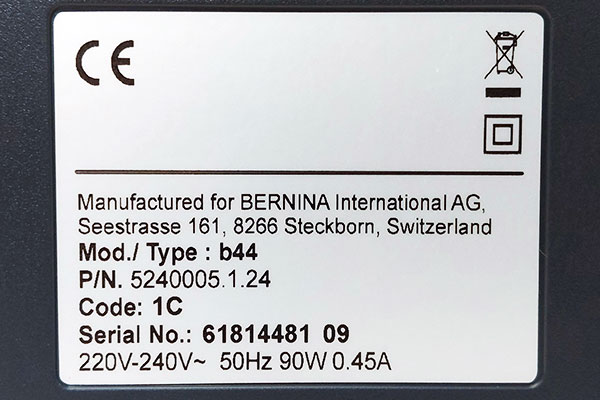 CE
Manufactured for BERNINA International AG,
Seestrasse 161, 8266 Steckborn, Switzerland
Mod./ Type : b44
P/N. 5240005.1.24
Code: 1C
Serial No.: 61814481 09
220V-240V~ 50Hz 90W 0.45A